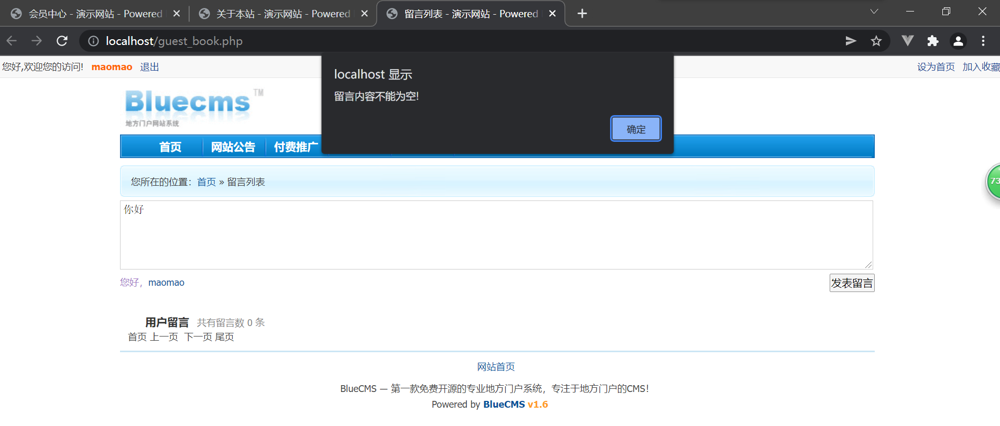 会员中心 - 演示网站 - Powered
关于本站 - 演示网站 - Powered
留言列表 - 演示网站 - Powered
localhost/guest_book.php
您好,欢迎您的访问! maomao 退出
设为首页 加入收藏
localhost 显示
留言内容不能为空!
确定
Bluecms TM
地方门户网站系统
首页 网站公告 付费推广
您所在的位置：首页 » 留言列表
73
你好
您好，maomao
发表留言
用户留言 共有留言数 0 条
首页 上一页 下一页 尾页
网站首页
BlueCMS — 第一款免费开源的专业地方门户系统，专注于地方门户的CMS！
Powered by BlueCMS v1.6